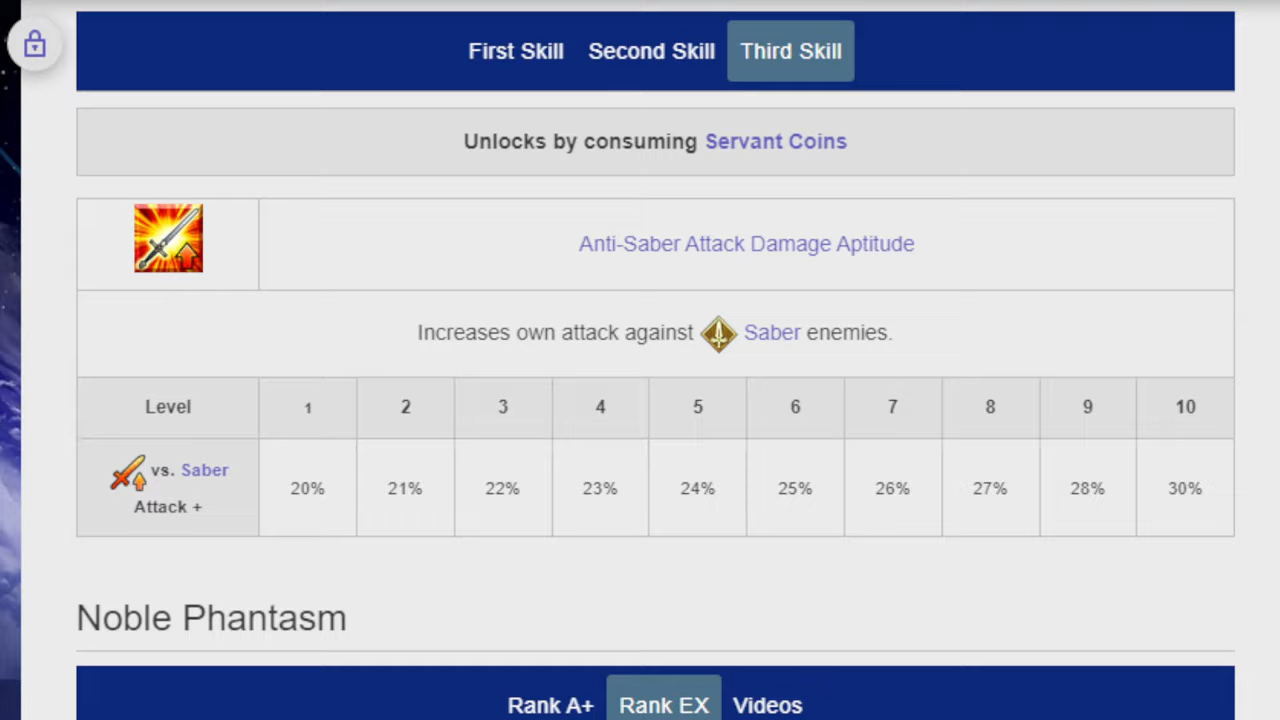 First Skill Second Skill Third Skill
Unlocks by consuming Servant Coins
Anti-Saber Attack Damage Aptitude
Increases own attack against Saber enemies.
Level 1 2 3 4 5 6 7 8 9 10
vs. Saber
Attack +
20% 21% 22% 23% 24% 25% 26% 27% 28% 30%
Noble Phantasm
Rank A+ Rank EX Videos